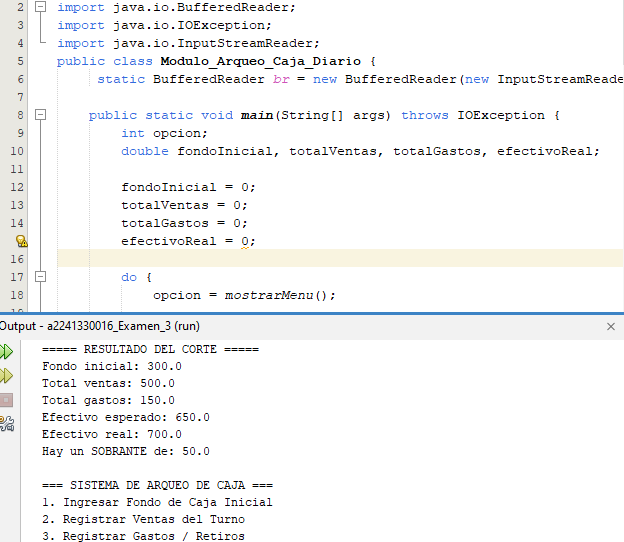 2 import java.io.BufferedReader;
3 import java.io.IOException;
4 import java.io.InputStreamReader;
5 public class Modulo_Arqueo_Caja_Diario {
6 static BufferedReader br = new BufferedReader(new InputStreamReade
7
8 public static void main(String[] args) throws IOException {
9 int opcion;
10 double fondoInicial, totalVentas, totalGastos, efectivoReal;
11
12 fondoInicial = 0;
13 totalVentas = 0;
14 totalGastos = 0;
efectivoReal = 0;
16
17 do {
18 opcion = mostrarMenu();
Output - a2241330016_Examen_3 (run)
===== RESULTADO DEL CORTE =====
Fondo inicial: 300.0
Total ventas: 500.0
Total gastos: 150.0
Efectivo esperado: 650.0
Efectivo real: 700.0
Hay un SOBRANTE de: 50.0
=== SISTEMA DE ARQUEO DE CAJA ===
1. Ingresar Fondo de Caja Inicial
2. Registrar Ventas del Turno
3. Registrar Gastos / Retiros